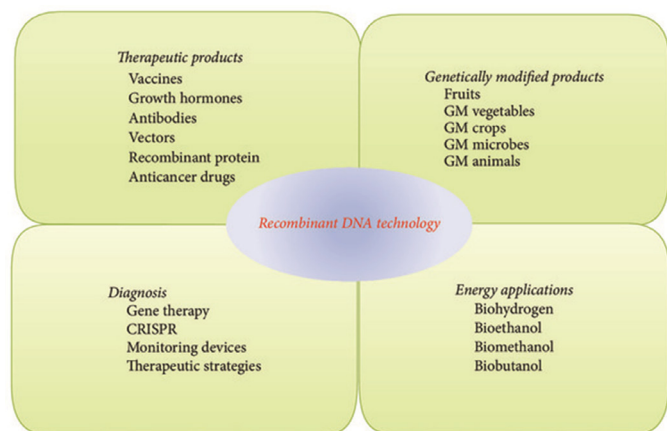 Therapeutic products
Vaccines
Growth hormones
Antibodies
Vectors
Recombinant protein
Anticancer drugs
Genetically modified products
Fruits
GM vegetables
GM crops
GM microbes
GM animals
Recombinant DNA technology
Diagnosis
Gene therapy
CRISPR
Monitoring devices
Therapeutic strategies
Energy applications
Biohydrogen
Bioethanol
Biomethanol
Biobutanol